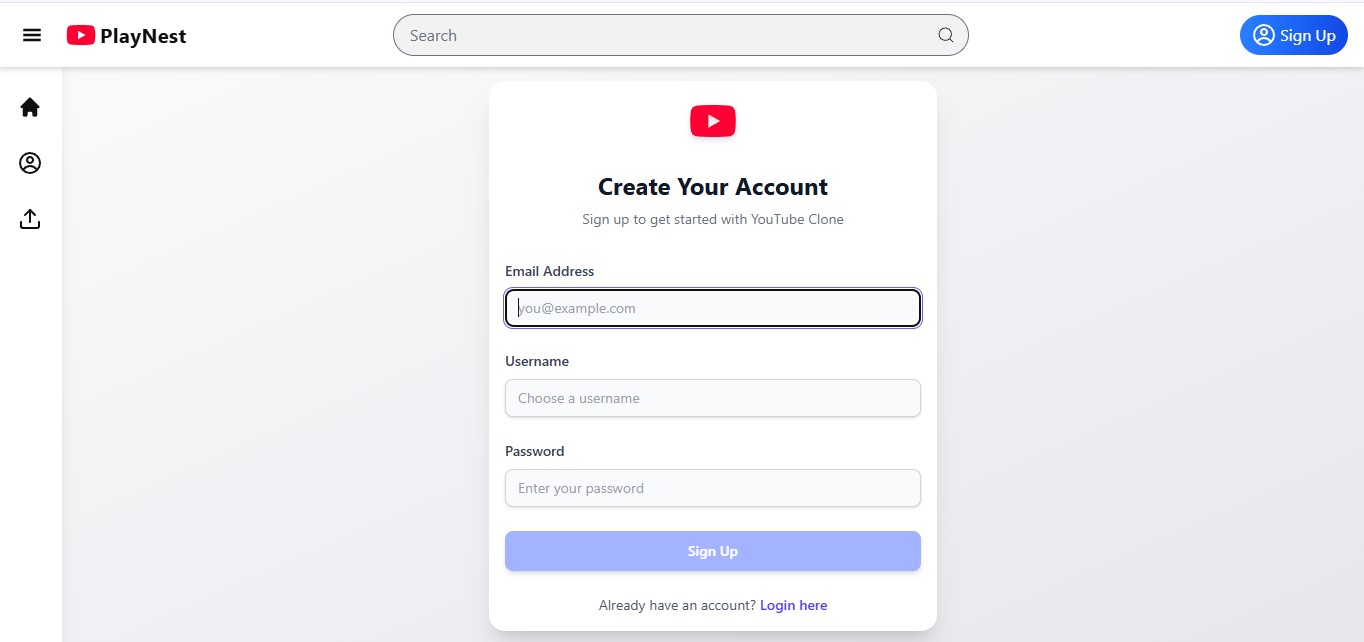 PlayNest
Search
Sign Up
Create Your Account
Sign up to get started with YouTube Clone
Email Address
you@example.com
Username
Choose a username
Password
Enter your password
Sign Up
Already have an account? Login here